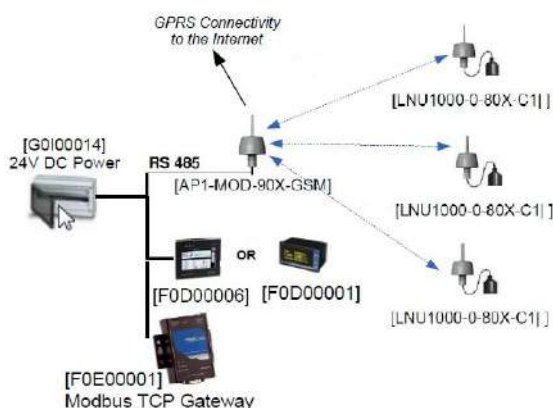 GPRS Connectivity
to the Internet
[LNU1000-0-80X-C1|]
[G0I00014]
24V DC Power
RS 485
[AP1-MOD-90X-GSM]
[LNU1000-0-80X-C1|]
OR
[F0D00006]
[F0D00001]
[LNU1000-0-80X-C1|]
[F0E00001]
Modbus TCP Gateway